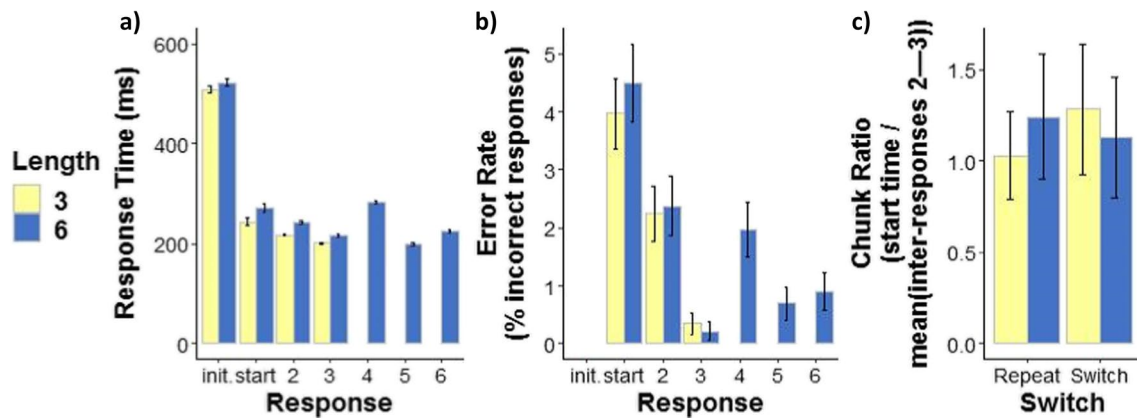 a)
b)
c)
Length
3
6
Response Time (ms)
600
400
200
0
init. start 2 3 4 5 6
Response
Error Rate
(% incorrect responses)
5
4
3
2
1
0
init. start 2 3 4 5 6
Response
Chunk Ratio
(start time /
mean(inter-responses 2—3))
1.5
1.0
0.5
0.0
Repeat Switch
Switch